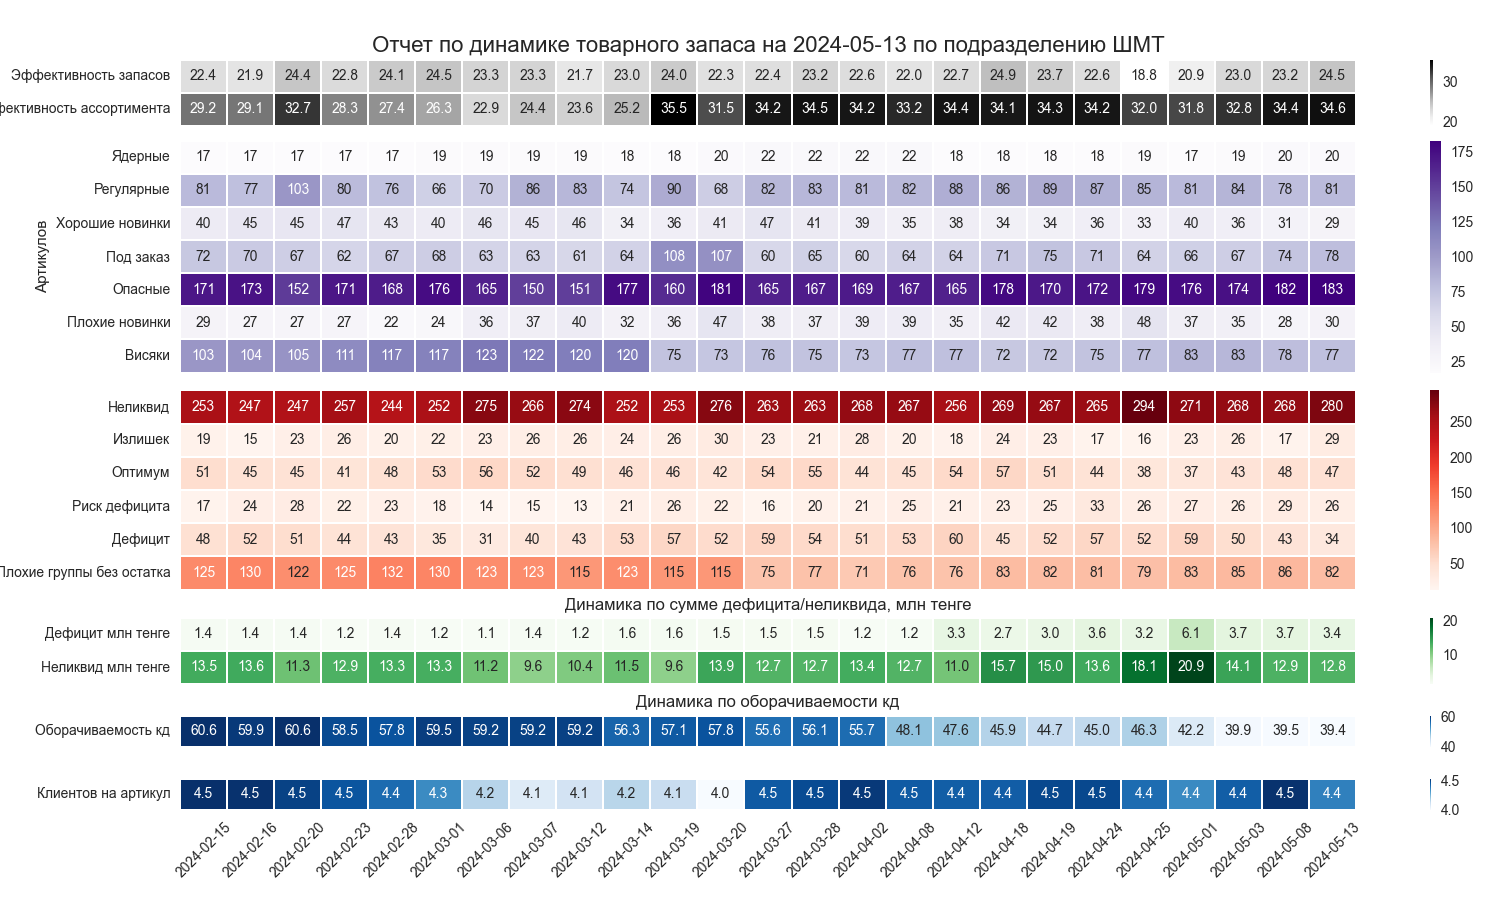 Отчет по динамике товарного запаса на 2024-05-13 по подразделению ШМТ
Эффективность запасов 22.4 21.9 24.4 22.8 24.1 24.5 23.3 23.3 21.7 23.0 24.0 22.3 22.4 23.2 22.6 22.0 22.7 24.9 23.7 22.6 18.8 20.9 23.0 23.2 24.5
фективность ассортимента 29.2 29.1 32.7 28.3 27.4 26.3 22.9 24.4 23.6 25.2 35.5 31.5 34.2 34.5 34.2 33.2 34.4 34.1 34.3 34.2 32.0 31.8 32.8 34.4 34.6
30
20
Артикулов
Ядерные 17 17 17 17 17 19 19 19 19 18 18 20 22 22 22 22 18 18 18 18 19 17 19 20 20
Регулярные 81 77 103 80 76 66 70 86 83 74 90 68 82 83 81 82 88 86 89 87 85 81 84 78 81
Хорошие новинки 40 45 45 47 43 40 46 45 46 34 36 41 47 41 39 35 38 34 34 36 33 40 36 31 29
Под заказ 72 70 67 62 67 68 63 63 61 64 108 107 60 65 60 64 64 71 75 71 64 66 67 74 78
Опасные 171 173 152 171 168 176 165 150 151 177 160 181 165 167 169 167 165 178 170 172 179 176 174 182 183
Плохие новинки 29 27 27 27 22 24 36 37 40 32 36 47 38 37 39 39 35 42 42 38 48 37 35 28 30
Висяки 103 104 105 111 117 117 123 122 120 120 75 73 76 75 73 77 77 72 72 75 77 83 83 78 77
175
150
125
100
75
50
25
Неликвид 253 247 247 257 244 252 275 266 274 252 253 276 263 263 268 267 256 269 267 265 294 271 268 268 280
Излишек 19 15 23 26 20 22 23 26 26 24 26 30 23 21 28 20 18 24 23 17 16 23 26 17 29
Оптимум 51 45 45 41 48 53 56 52 49 46 46 42 54 55 44 45 54 57 51 44 38 37 43 48 47
Риск дефицита 17 24 28 22 23 18 14 15 13 21 26 22 16 20 21 25 21 23 25 33 26 27 26 29 26
Дефицит 48 52 51 44 43 35 31 40 43 53 57 52 59 54 51 53 60 45 52 57 52 59 50 43 34
Плохие группы без остатка 125 130 122 125 132 130 123 123 115 123 115 115 75 77 71 76 76 83 82 81 79 83 85 86 82
250
200
150
100
50
Динамика по сумме дефицита/неликвида, млн тенге
Дефицит млн тенге 1.4 1.4 1.4 1.2 1.4 1.2 1.1 1.4 1.2 1.6 1.6 1.5 1.5 1.5 1.2 1.2 3.3 2.7 3.0 3.6 3.2 6.1 3.7 3.7 3.4
Неликвид млн тенге 13.5 13.6 11.3 12.9 13.3 13.3 11.2 9.6 10.4 11.5 9.6 13.9 12.7 12.7 13.4 12.7 11.0 15.7 15.0 13.6 18.1 20.9 14.1 12.9 12.8
20
10
Динамика по оборачиваемости кд
Оборачиваемость кд 60.6 59.9 60.6 58.5 57.8 59.5 59.2 59.2 59.2 56.3 57.1 57.8 55.6 56.1 55.7 48.1 47.6 45.9 44.7 45.0 46.3 42.2 39.9 39.5 39.4
60
40
Клиентов на артикул 4.5 4.5 4.5 4.5 4.4 4.3 4.2 4.1 4.1 4.2 4.1 4.0 4.5 4.5 4.5 4.5 4.4 4.4 4.5 4.5 4.4 4.4 4.4 4.5 4.4
4.5
4.0
2024-02-15 2024-02-16 2024-02-20 2024-02-23 2024-02-28 2024-03-01 2024-03-06 2024-03-07 2024-03-12 2024-03-14 2024-03-19 2024-03-20 2024-03-27 2024-03-28 2024-04-02 2024-04-08 2024-04-12 2024-04-18 2024-04-19 2024-04-24 2024-04-25 2024-05-01 2024-05-03 2024-05-08 2024-05-13